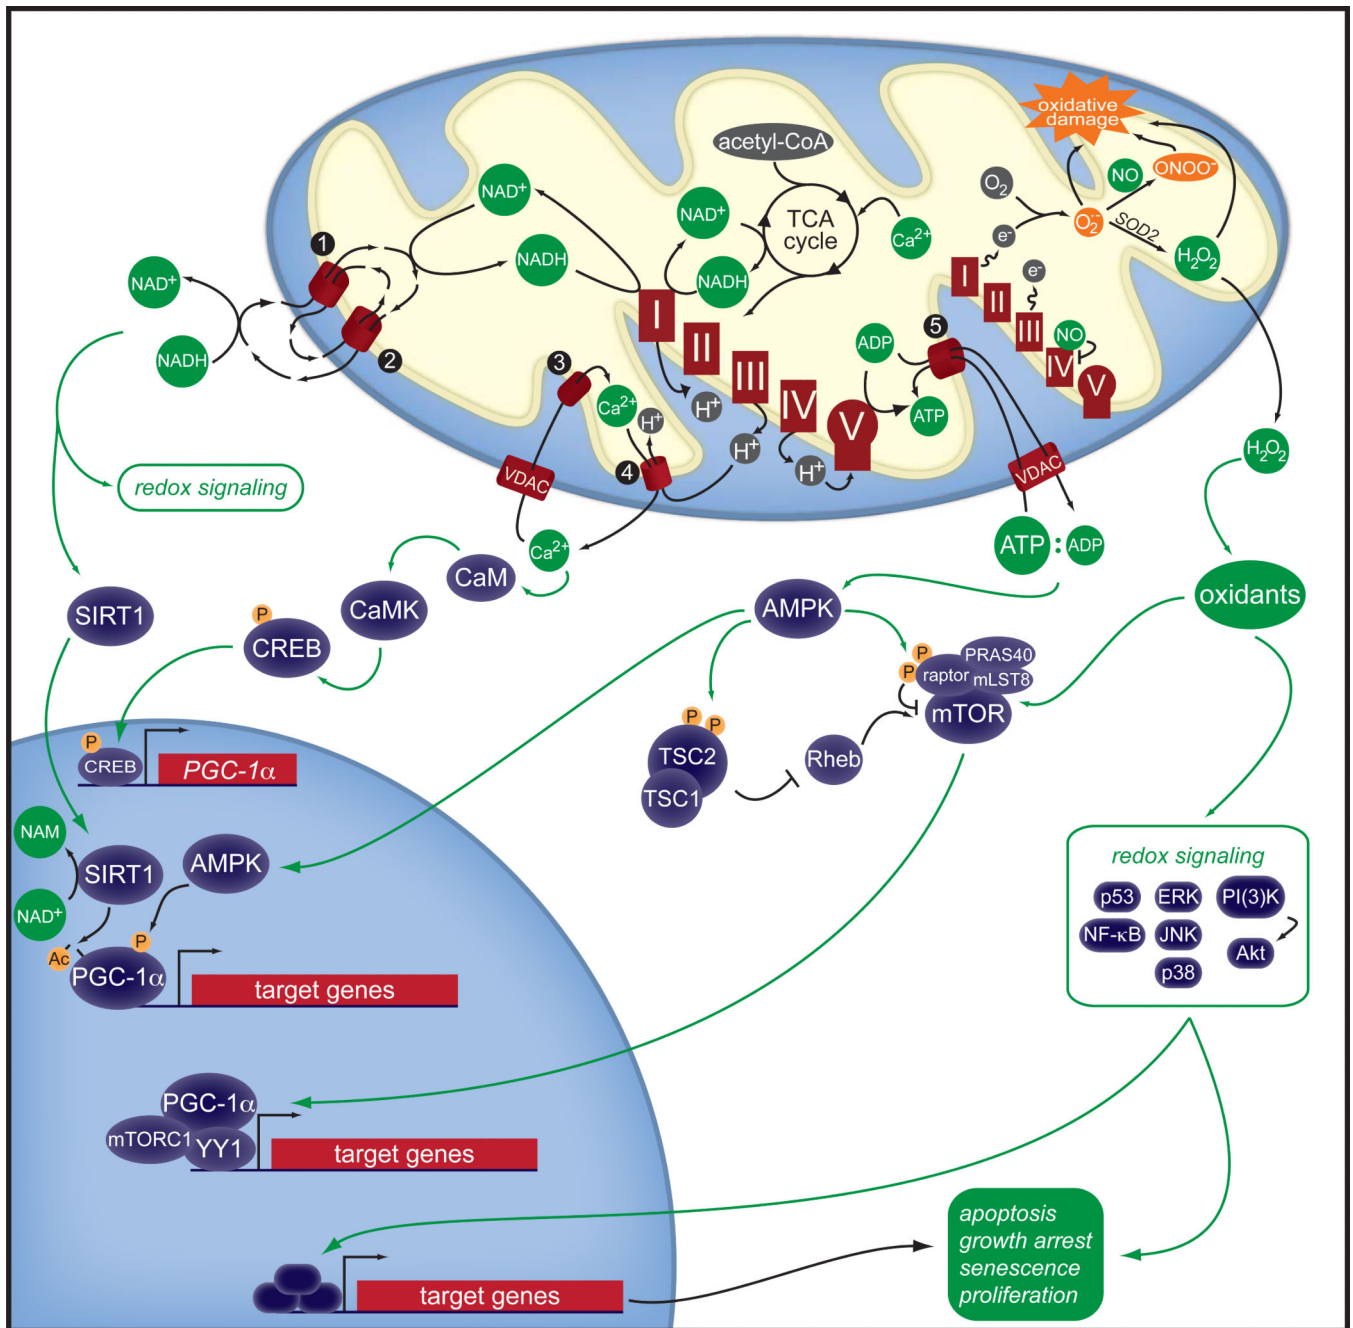 oxidative
damage
acetyl-CoA
NO
ONOO⁻
O₂
O₂·⁻
SOD2
H₂O₂
e⁻
NAD⁺
NADH
NAD⁺
NADH
TCA
cycle
Ca²⁺
1
2
NAD⁺
NADH
I
II
III
IV
V
H⁺
H⁺
H⁺
I
II
III
IV
V
e⁻
NO
3
Ca²⁺
H⁺
4
VDAC
ADP
ATP
5
VDAC
H₂O₂
redox signaling
Ca²⁺
ATP
:
ADP
CaM
CaMK
P
CREB
SIRT1
AMPK
oxidants
P
P
raptor
PRAS40
mLST8
mTOR
P
P
TSC2
TSC1
Rheb
P
CREB
PGC-1α
NAM
SIRT1
NAD⁺
AMPK
Ac
P
PGC-1α
target genes
redox signaling
p53
ERK
PI(3)K
NF-κB
JNK
Akt
p38
PGC-1α
mTORC1
YY1
target genes
target genes
apoptosis
growth arrest
senescence
proliferation